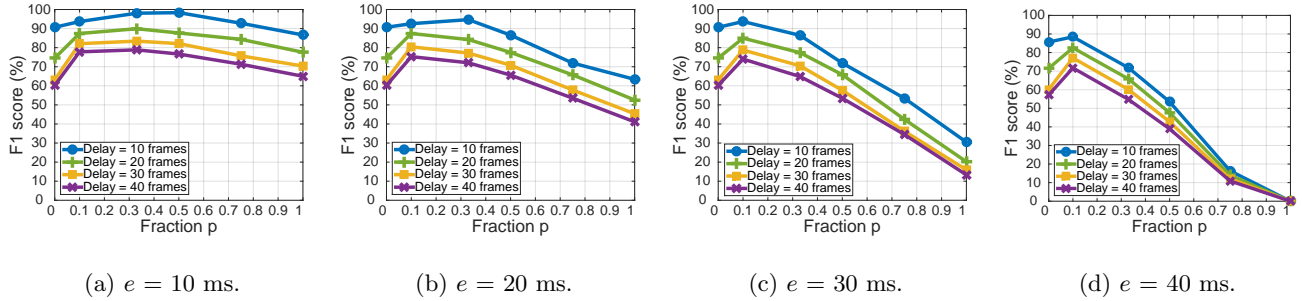 100
90
80
70
60
50
40
30
20
10
0
F1 score (%)
Delay = 10 frames
Delay = 20 frames
Delay = 30 frames
Delay = 40 frames
0 0.1 0.2 0.3 0.4 0.5 0.6 0.7 0.8 0.9 1
Fraction p
(a) e = 10 ms.
100
90
80
70
60
50
40
30
20
10
0
F1 score (%)
Delay = 10 frames
Delay = 20 frames
Delay = 30 frames
Delay = 40 frames
0 0.1 0.2 0.3 0.4 0.5 0.6 0.7 0.8 0.9 1
Fraction p
(b) e = 20 ms.
100
90
80
70
60
50
40
30
20
10
0
F1 score (%)
Delay = 10 frames
Delay = 20 frames
Delay = 30 frames
Delay = 40 frames
0 0.1 0.2 0.3 0.4 0.5 0.6 0.7 0.8 0.9 1
Fraction p
(c) e = 30 ms.
100
90
80
70
60
50
40
30
20
10
0
F1 score (%)
Delay = 10 frames
Delay = 20 frames
Delay = 30 frames
Delay = 40 frames
0 0.1 0.2 0.3 0.4 0.5 0.6 0.7 0.8 0.9 1
Fraction p
(d) e = 40 ms.